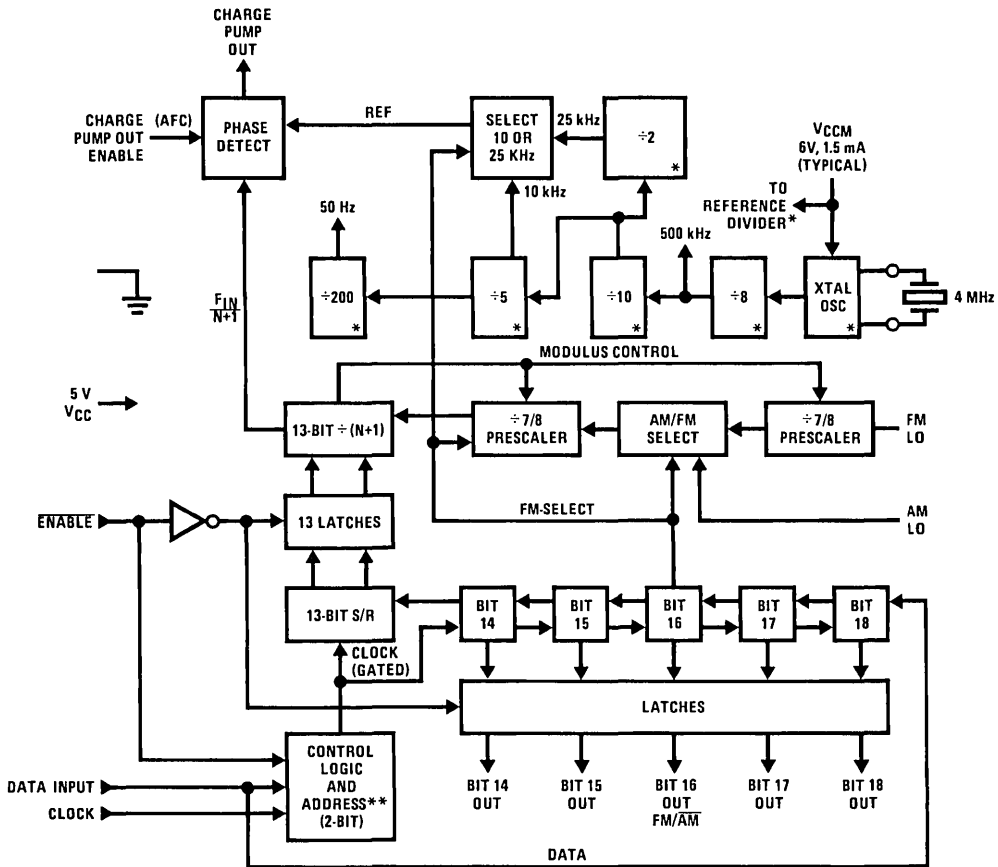 CHARGE
PUMP
OUT
CHARGE (AFC)
PUMP OUT
ENABLE
PHASE
DETECT
REF
SELECT
10 OR
25 KHz
25 kHz
÷2
*
VCCM
6V, 1.5 mA
(TYPICAL)
TO
REFERENCE
DIVIDER*
10 kHz
50 Hz
500 kHz
÷200
*
÷5
*
÷10
*
÷8
*
XTAL
OSC
*
4 MHz
FIN
N+1
MODULUS CONTROL
5 V
VCC
13-BIT ÷(N+1)
÷7/8
PRESCALER
AM/FM
SELECT
÷7/8
PRESCALER
FM
LO
ENABLE
13 LATCHES
FM-SELECT
AM
LO
13-BIT S/R
BIT
14
BIT
15
BIT
16
BIT
17
BIT
18
CLOCK
(GATED)
LATCHES
CONTROL
LOGIC
AND
ADDRESS**
(2-BIT)
DATA INPUT
CLOCK
BIT 14
OUT
BIT 15
OUT
BIT 16
OUT
FM/AM
BIT 17
OUT
BIT 18
OUT
DATA